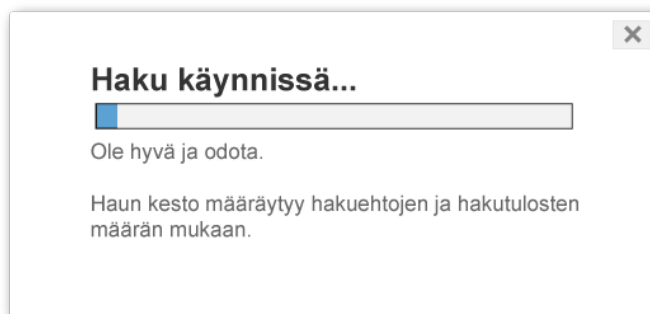 Haku käynnissä...
Ole hyvä ja odota.
Haun kesto määräytyy hakuehtojen ja hakutulosten
määrän mukaan.